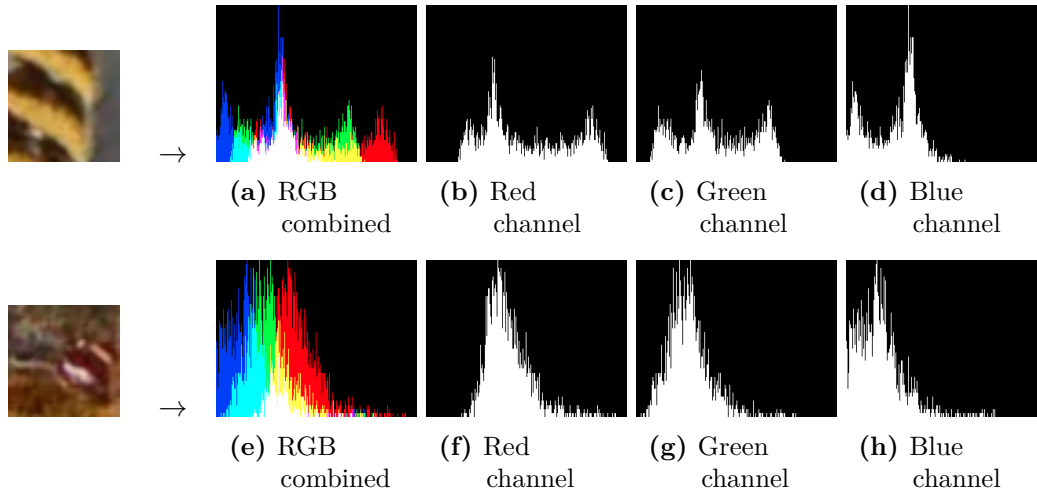 →
(a) RGB combined
(b) Red channel
(c) Green channel
(d) Blue channel
→
(e) RGB combined
(f) Red channel
(g) Green channel
(h) Blue channel